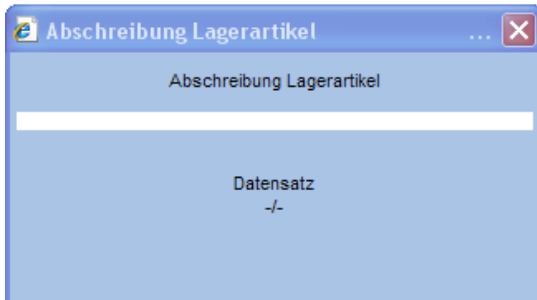 Abschreibung Lagerartikel ...
Abschreibung Lagerartikel
Datensatz
-/-